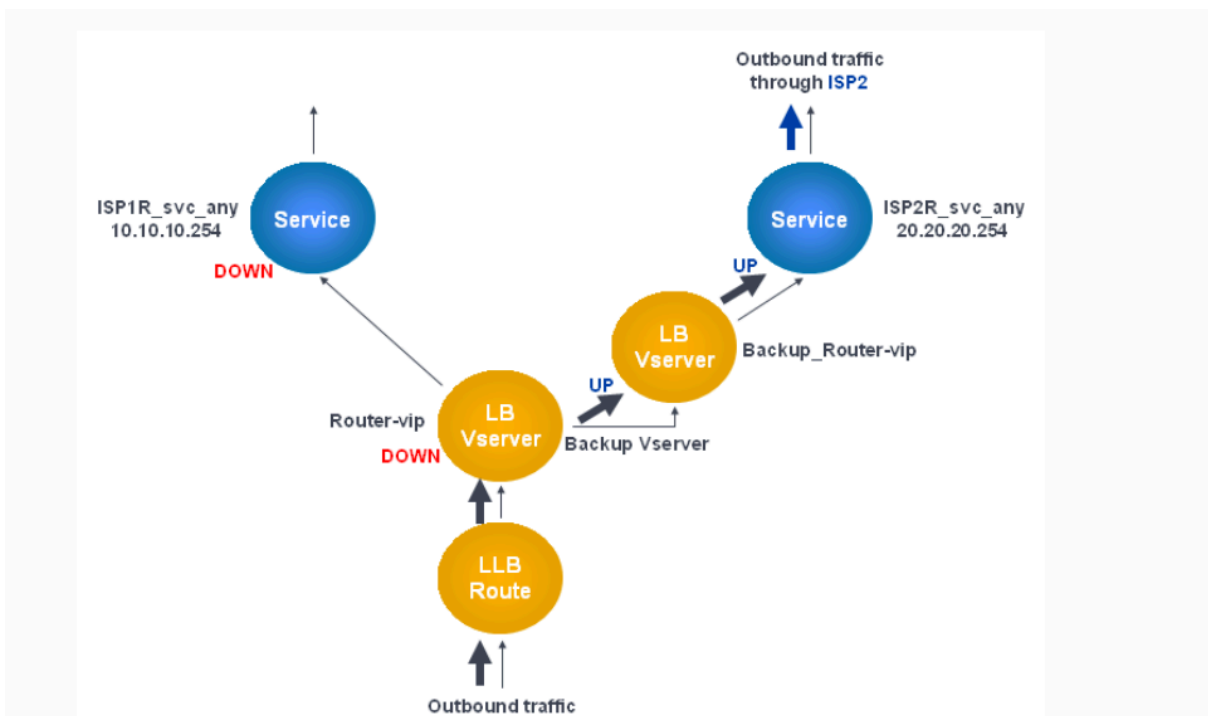 Outbound traffic
through ISP2
ISP1R_svc_any
10.10.10.254
Service
DOWN
Service
ISP2R_svc_any
20.20.20.254
UP
LB
Vserver
Backup_Router-vip
UP
Router-vip
LB
Vserver
DOWN
Backup Vserver
LLB
Route
Outbound traffic